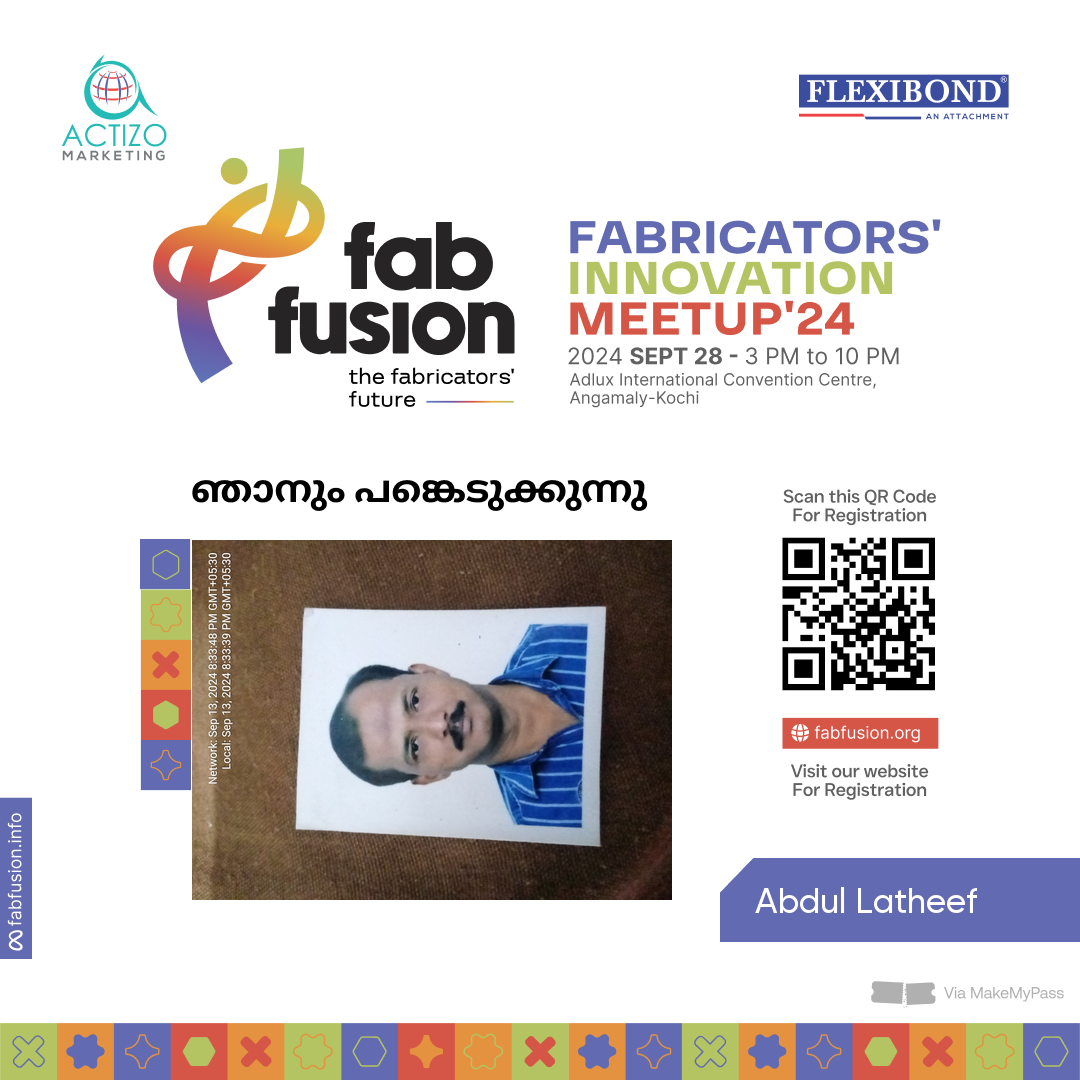 ACTIZO
MARKETING
FLEXIBOND®
AN ATTACHMENT
fab
fusion
the fabricators'
future
FABRICATORS'
INNOVATION
MEETUP'24
2024 SEPT 28 - 3 PM to 10 PM
Adlux International Convention Centre,
Angamaly-Kochi
ഞാനും പങ്കെടുക്കുന്നു
Network: Sep 13, 2024 8:33:48 PM GMT+05:30
Local: Sep 13, 2024 8:33:39 PM GMT+05:30
Scan this QR Code
For Registration
fabfusion.org
Visit our website
For Registration
fabfusion.info
Abdul Latheef
Via MakeMyPass